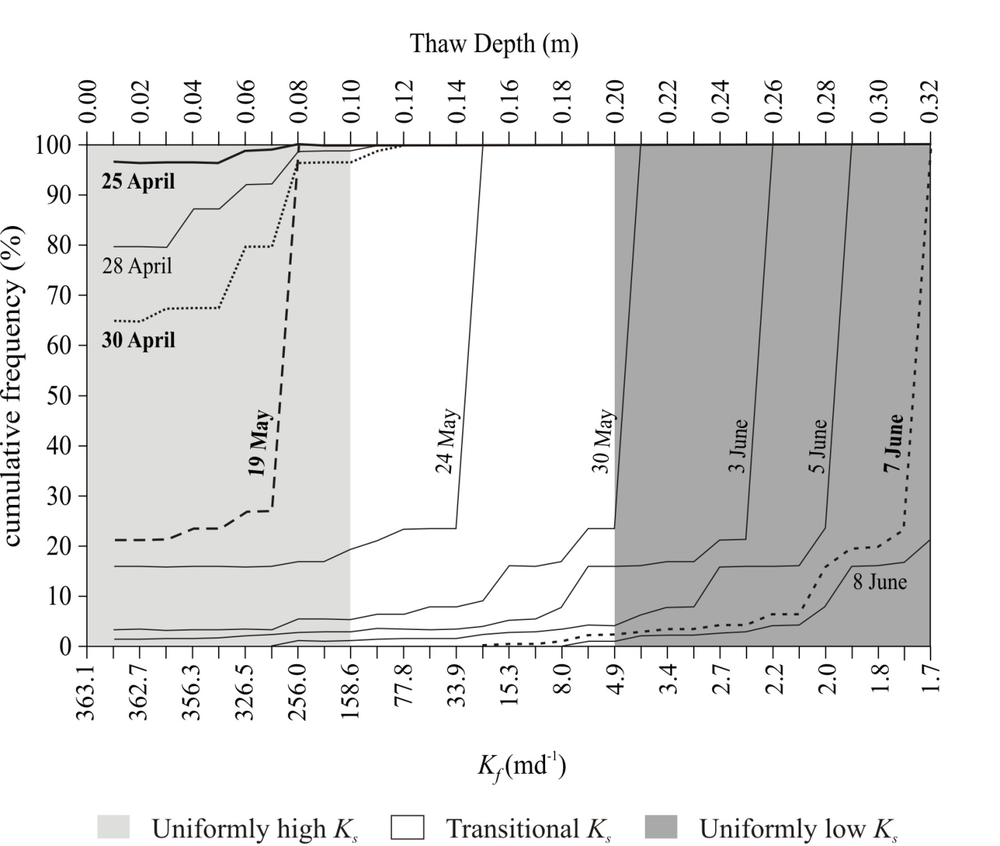 Thaw Depth (m)
0.00 0.02 0.04 0.06 0.08 0.10 0.12 0.14 0.16 0.18 0.20 0.22 0.24 0.26 0.28 0.30 0.32
cumulative frequency (%)
100
90
80
70
60
50
40
30
20
10
0
25 April
28 April
30 April
19 May
24 May
30 May
3 June
5 June
7 June
8 June
363.1 362.7 356.3 326.5 256.0 158.6 77.8 33.9 15.3 8.0 4.9 3.4 2.7 2.2 2.0 1.8 1.7
Kf (md-1)
Uniformly high Ks Transitional Ks Uniformly low Ks